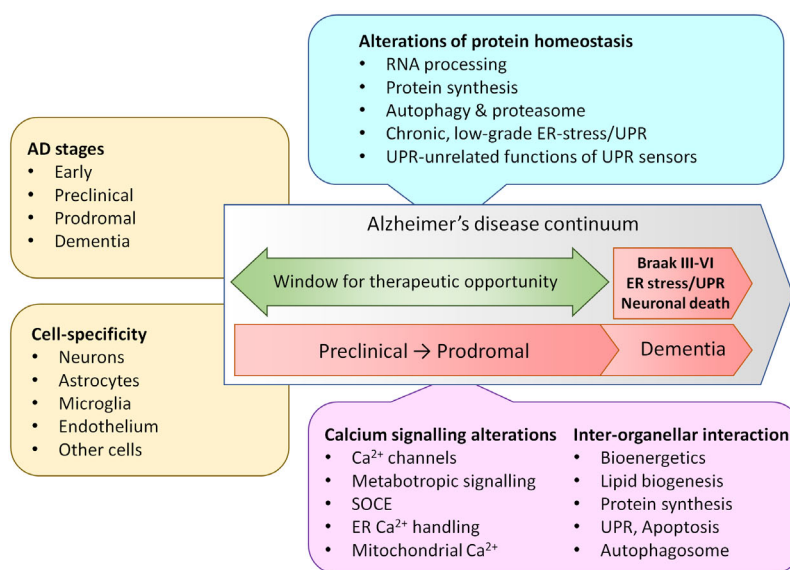 Alterations of protein homeostasis
• RNA processing
• Protein synthesis
• Autophagy & proteasome
• Chronic, low-grade ER-stress/UPR
• UPR-unrelated functions of UPR sensors
AD stages
• Early
• Preclinical
• Prodromal
• Dementia
Alzheimer's disease continuum
Window for therapeutic opportunity
Braak III-VI
ER stress/UPR
Neuronal death
Preclinical → Prodromal
Dementia
Cell-specificity
• Neurons
• Astrocytes
• Microglia
• Endothelium
• Other cells
Calcium signalling alterations
• Ca²⁺ channels
• Metabotropic signalling
• SOCE
• ER Ca²⁺ handling
• Mitochondrial Ca²⁺
Inter-organellar interaction
• Bioenergetics
• Lipid biogenesis
• Protein synthesis
• UPR, Apoptosis
• Autophagosome